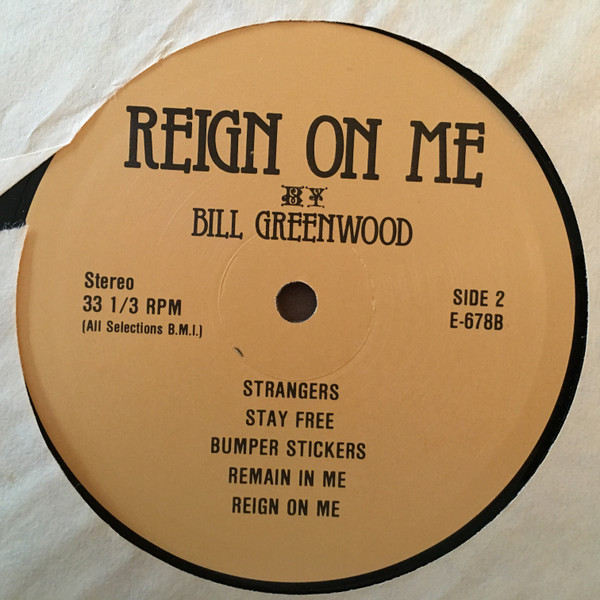 REIGN ON ME
BY
BILL GREENWOOD
Stereo
33 1/3 RPM
(All Selections B.M.I.)
SIDE 2
E-678B
STRANGERS
STAY FREE
BUMPER STICKERS
REMAIN IN ME
REIGN ON ME